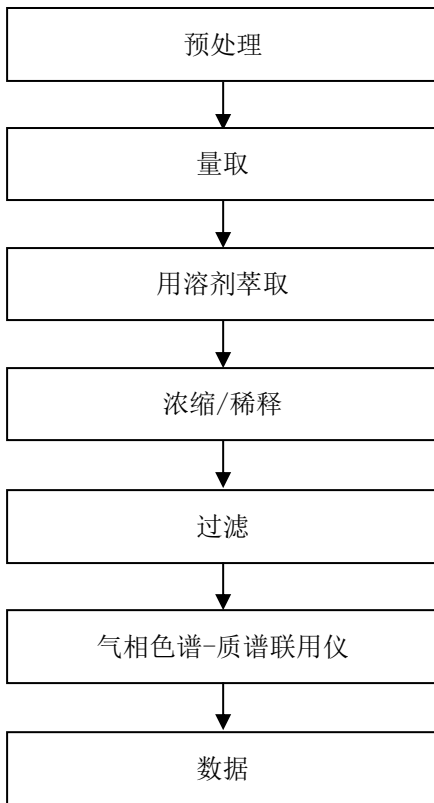 预处理
量取
用溶剂萃取
浓缩/稀释
过滤
气相色谱-质谱联用仪
数据